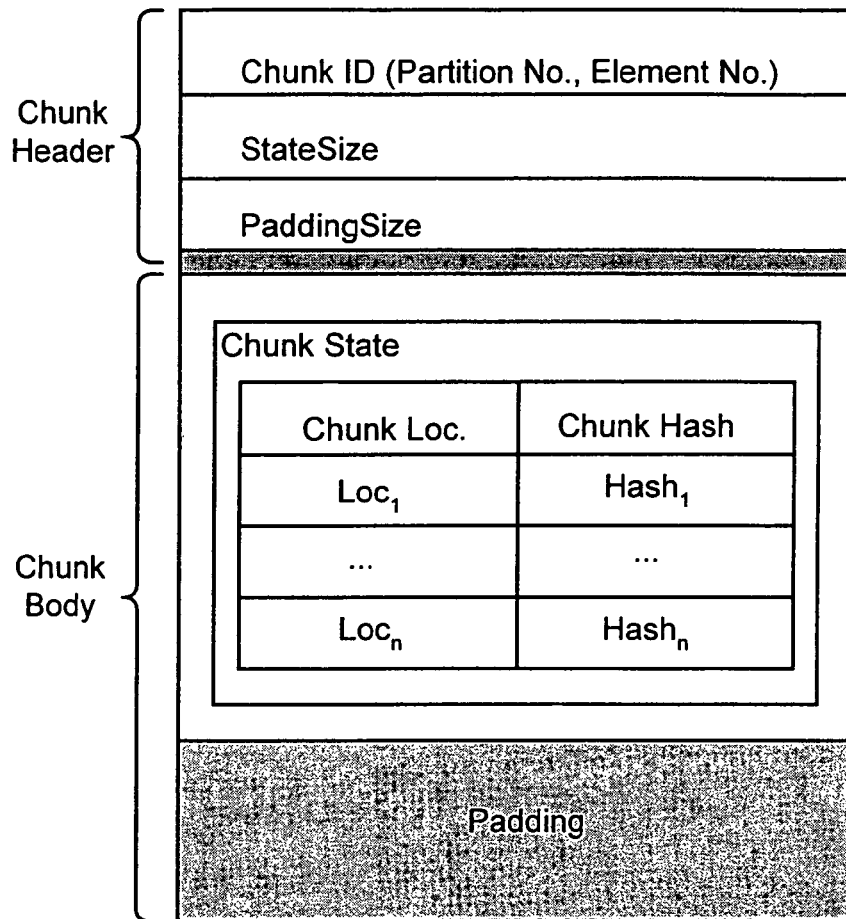 Chunk Header
Chunk ID (Partition No., Element No.)
StateSize
PaddingSize
Chunk Body
Chunk State
Chunk Loc. Chunk Hash
Loc₁ Hash₁
... ...
Locₙ Hashₙ
Padding